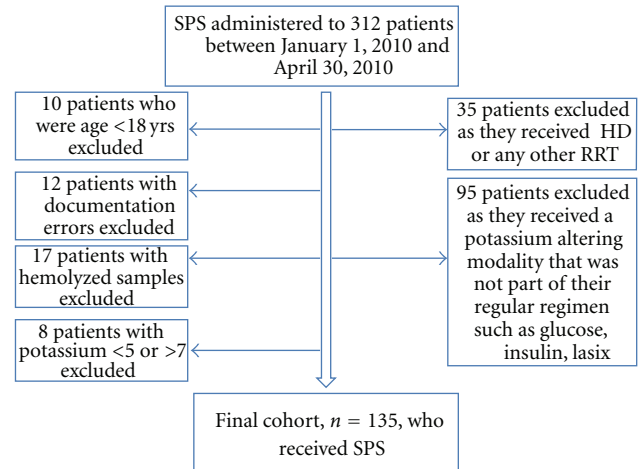 SPS administered to 312 patients
between January 1, 2010 and
April 30, 2010
10 patients who
were age <18 yrs
excluded
35 patients excluded
as they received HD
or any other RRT
12 patients with
documentation
errors excluded
95 patients excluded
as they received a
potassium altering
modality that was
not part of their
regular regimen
such as glucose,
insulin, lasix
17 patients with
hemolyzed samples
excluded
8 patients with
potassium <5 or >7
excluded
Final cohort, n = 135, who
received SPS